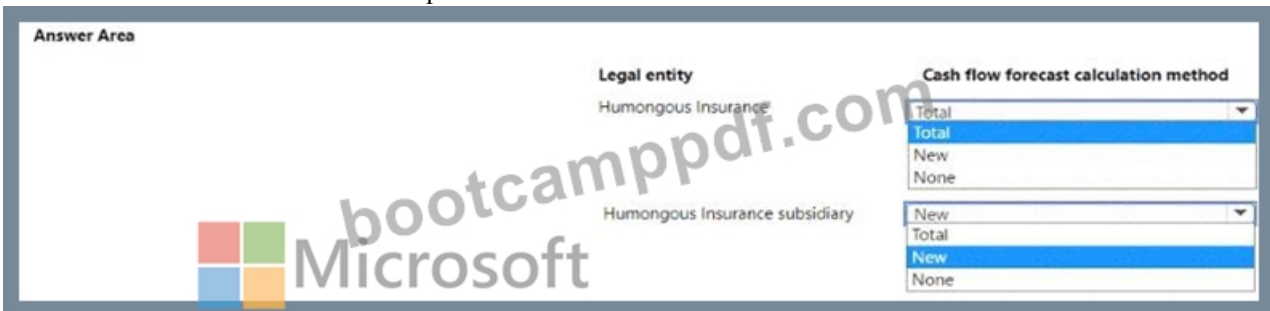 Answer Area
Legal entity Cash flow forecast calculation method
Humongous Insurance Total
Total
New
None
Humongous Insurance subsidiary New
Total
New
None
bootcamppdf.com
Microsoft